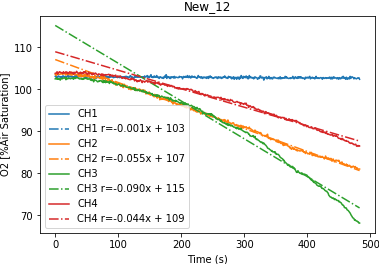 New_12
O2 [%Air Saturation]
110
100
90
80
70
CH1
CH1 r=-0.001x + 103
CH2
CH2 r=-0.055x + 107
CH3
CH3 r=-0.090x + 115
CH4
CH4 r=-0.044x + 109
0 100 200 300 400 500
Time (s)